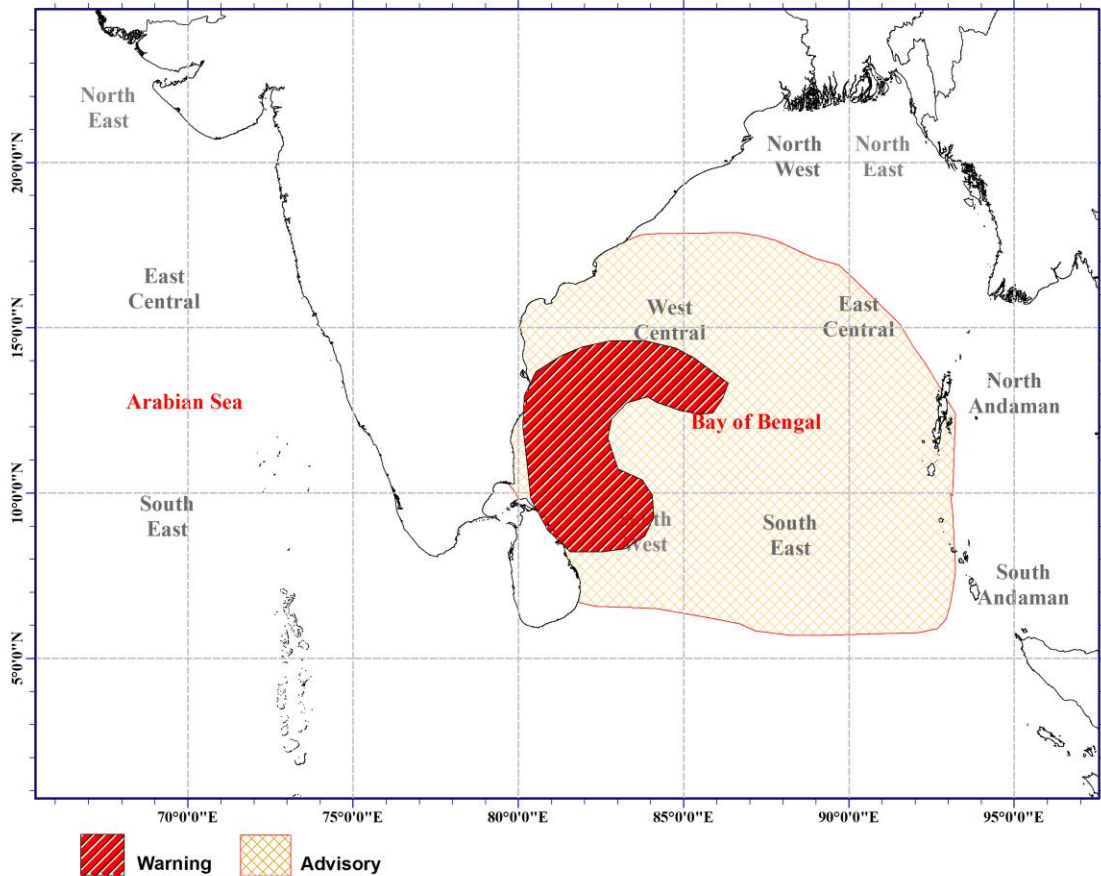 North
East
North
West
North
East
20°0'0"N
East
Central
West
Central
East
Central
15°0'0"N
Arabian Sea
North
Andaman
Bay of Bengal
10°0'0"N
South
East
West
South
East
South
Andaman
5°0'0"N
70°0'0"E
75°0'0"E
80°0'0"E
85°0'0"E
90°0'0"E
95°0'0"E
Warning
Advisory